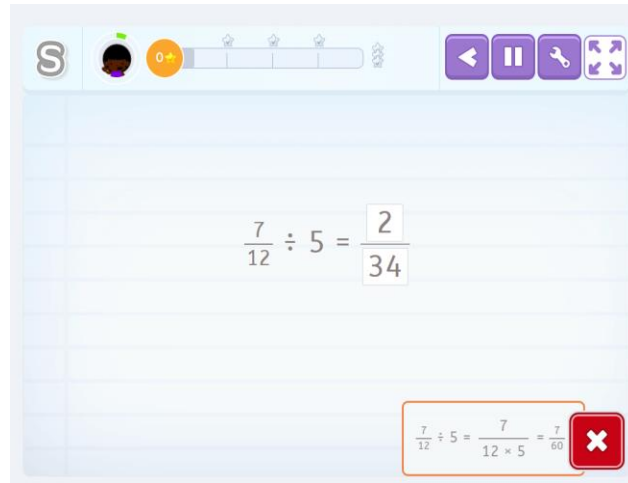 S
0
7/12 ÷ 5 = 2/34
7/12 ÷ 5 = 7/(12 × 5) = 7/60